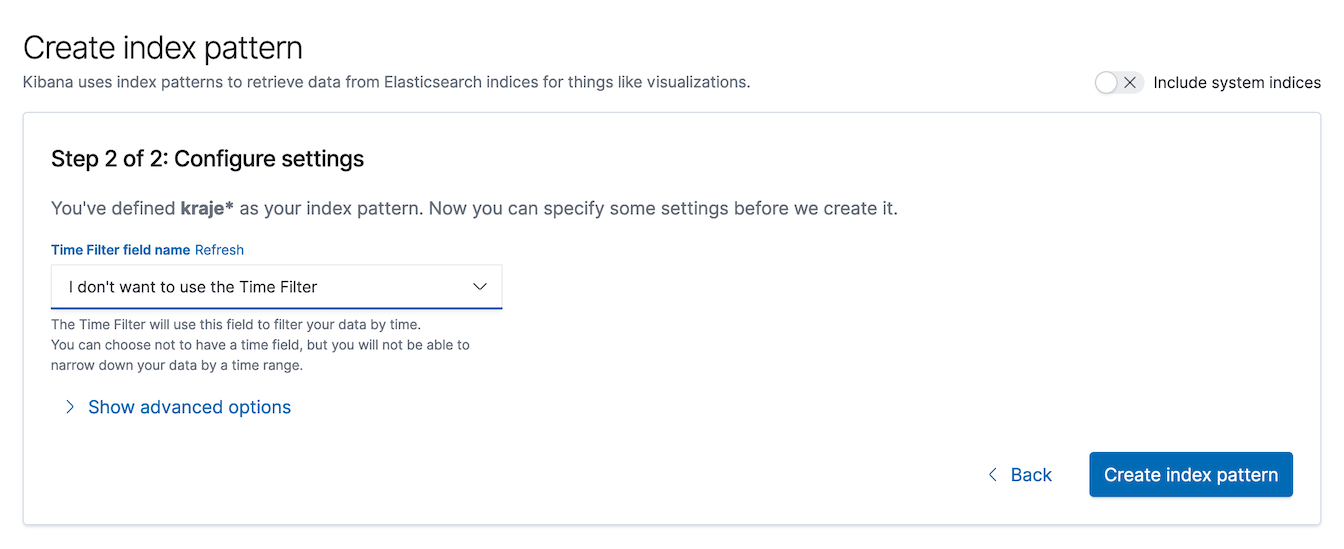 Create index pattern
Kibana uses index patterns to retrieve data from Elasticsearch indices for things like visualizations.
Include system indices
Step 2 of 2: Configure settings
You've defined kraje* as your index pattern. Now you can specify some settings before we create it.
Time Filter field name Refresh
I don't want to use the Time Filter
The Time Filter will use this field to filter your data by time.
You can choose not to have a time field, but you will not be able to
narrow down your data by a time range.
Show advanced options
Back
Create index pattern